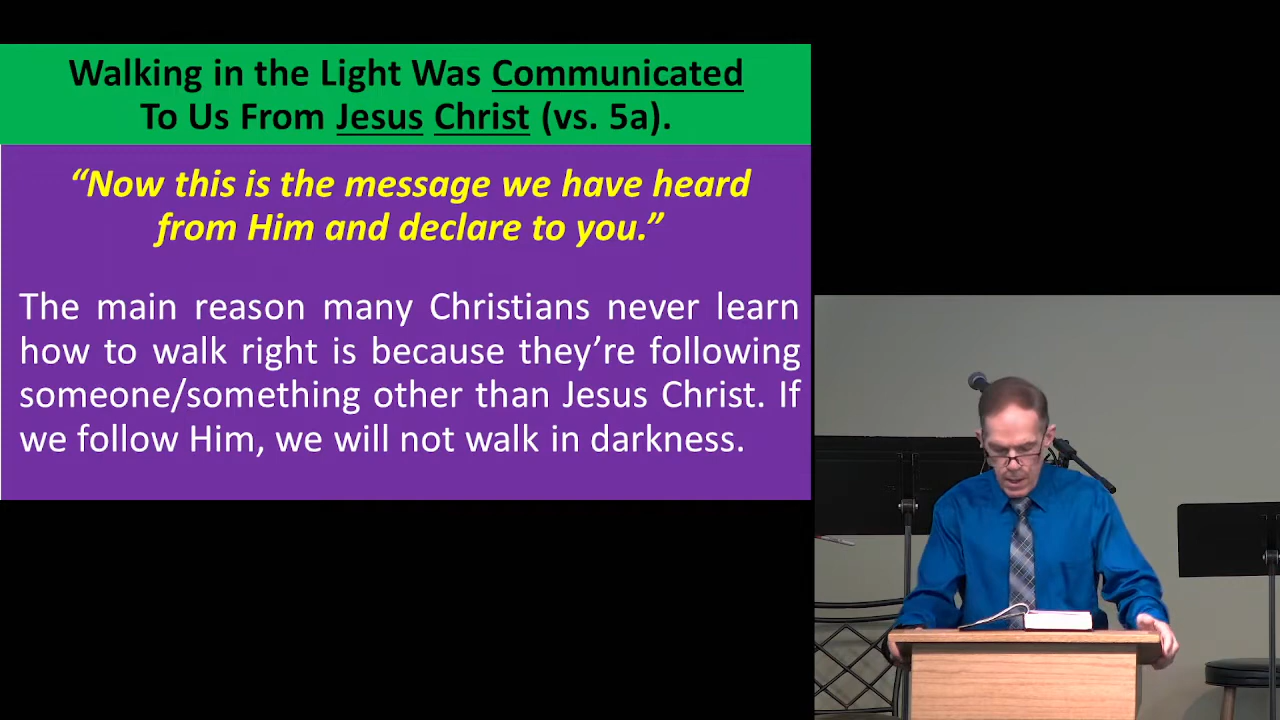 Walking in the Light Was Communicated
To Us From Jesus Christ (vs. 5a).
“Now this is the message we have heard
from Him and declare to you.”
The main reason many Christians never learn
how to walk right is because they’re following
someone/something other than Jesus Christ. If
we follow Him, we will not walk in darkness.